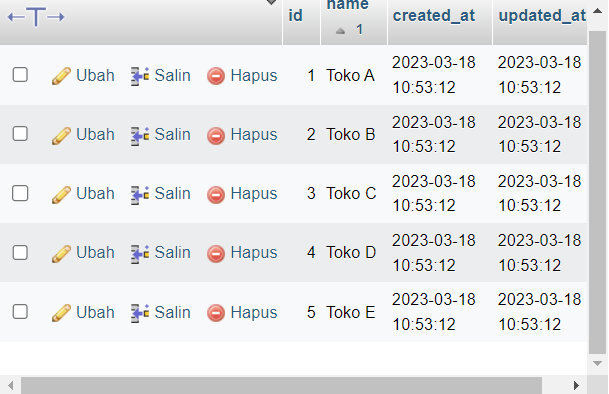 id name 1 created_at updated_at
Ubah Salin Hapus 1 Toko A 2023-03-18 10:53:12 2023-03-18 10:53:12
Ubah Salin Hapus 2 Toko B 2023-03-18 10:53:12 2023-03-18 10:53:12
Ubah Salin Hapus 3 Toko C 2023-03-18 10:53:12 2023-03-18 10:53:12
Ubah Salin Hapus 4 Toko D 2023-03-18 10:53:12 2023-03-18 10:53:12
Ubah Salin Hapus 5 Toko E 2023-03-18 10:53:12 2023-03-18 10:53:12